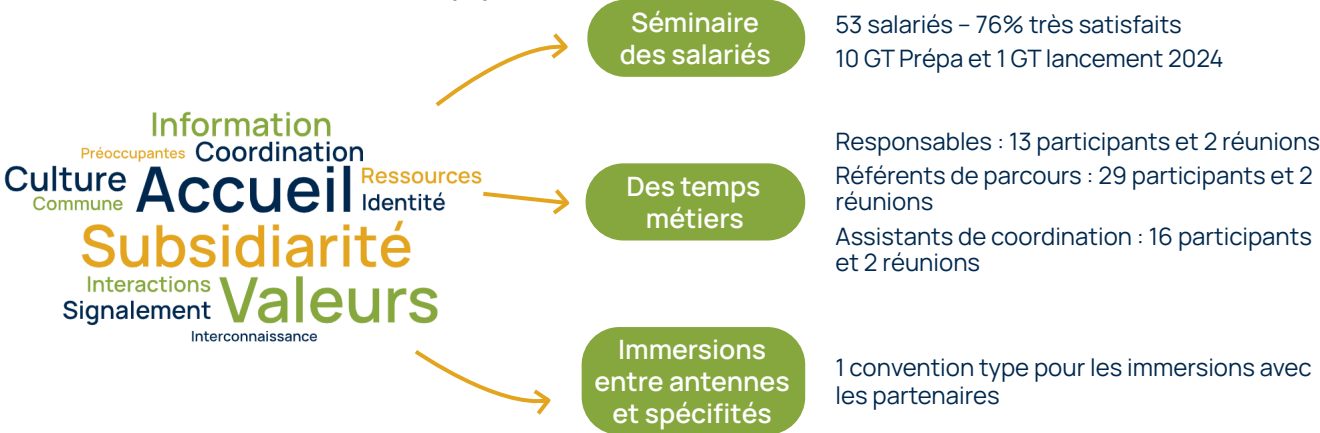 Information
Préoccupantes Coordination
Culture Accueil Ressources
Commune Identité
Subsidiarité
Interactions Valeurs
Signalement
Interconnaissance
Séminaire
des salariés
53 salariés – 76% très satisfaits
10 GT Prépa et 1 GT lancement 2024
Des temps
métiers
Responsables : 13 participants et 2 réunions
Référents de parcours : 29 participants et 2
réunions
Assistants de coordination : 16 participants
et 2 réunions
Immersions
entre antennes
et spécifités
1 convention type pour les immersions avec
les partenaires